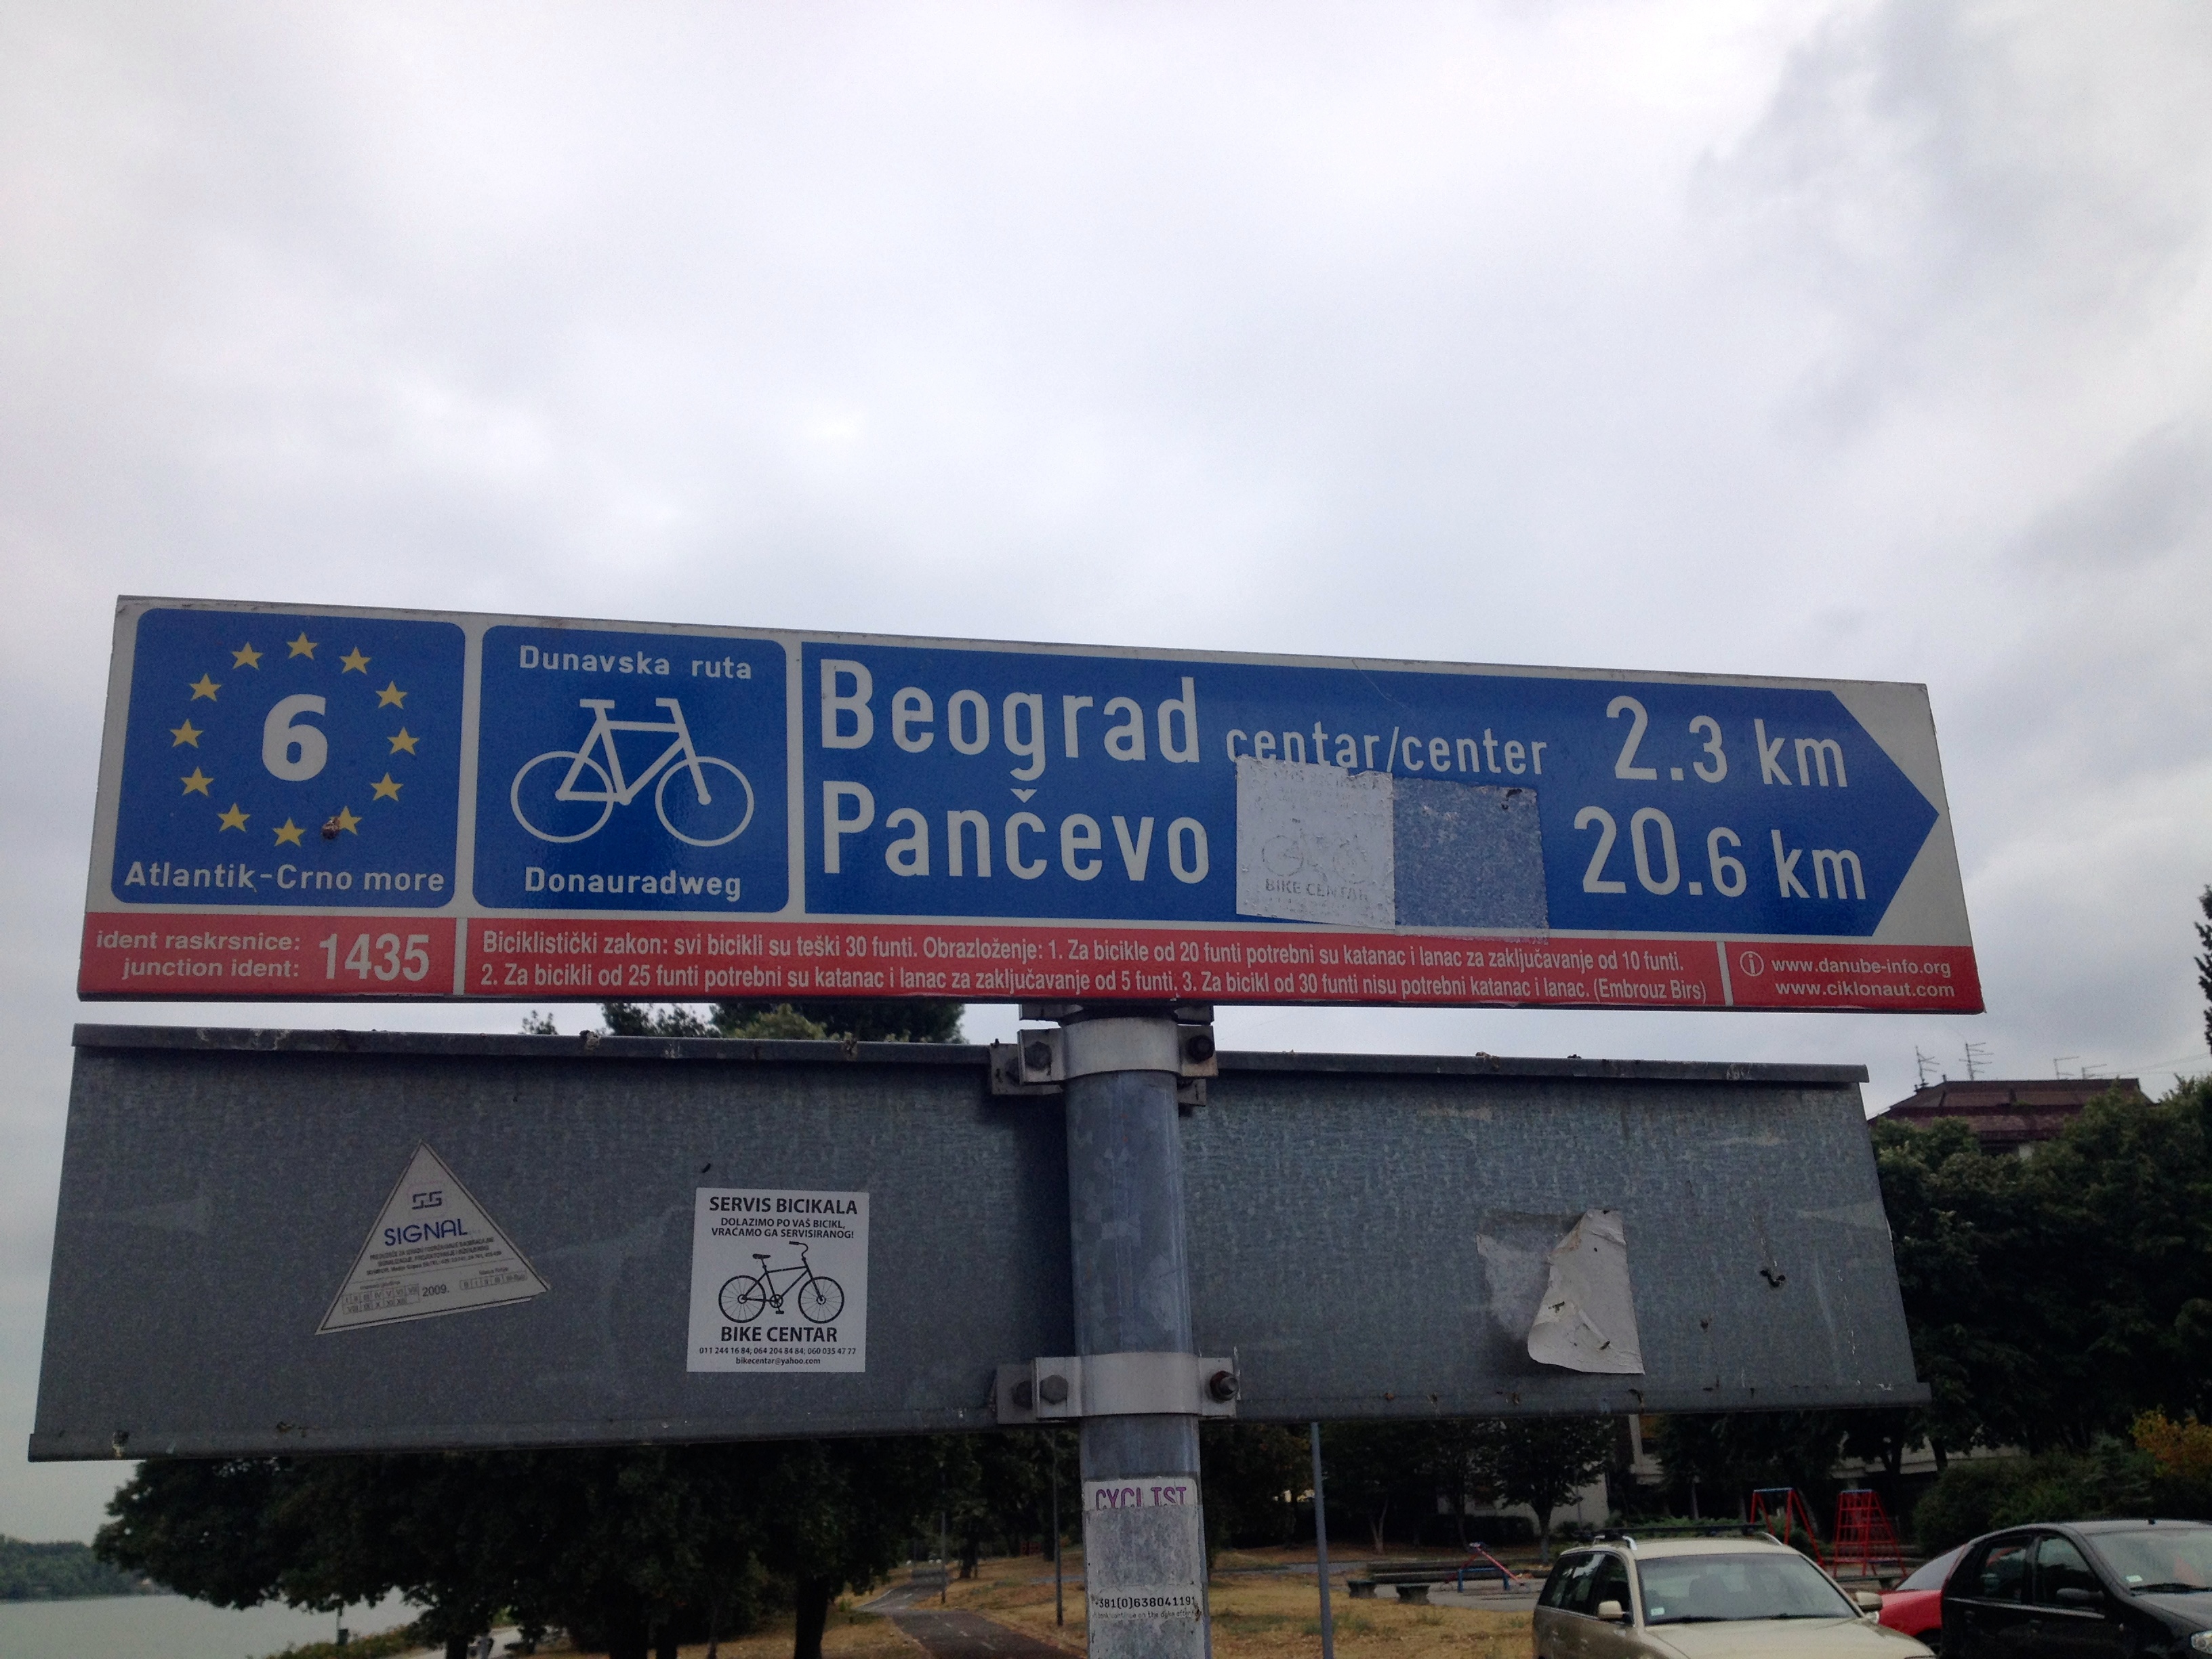 6
Atlantik-Crno more
Dunavska ruta
Donauradweg
Beograd centar/center 2.3 km
Pančevo 20.6 km
BIKE CENTAR
ident raskrsnice:
junction ident:
1435
Biciklistički zakon: svi bicikli su teški 30 funti. Obrazloženje: 1. Za bicikle od 20 funti potrebni su katanac i lanac za zaključavanje od 10 funti.
2. Za bicikli od 25 funti potrebni su katanac i lanac za zaključavanje od 5 funti. 3. Za bicikl od 30 funti nisu potrebni katanac i lanac. (Embrouz Birs)
www.danube-info.org
www.ciklonaut.com
SIGNAL
2009.
SERVIS BICIKALA
DOLAZIMO PO VAŠ BICIKL,
VRAĆAMO GA SERVISIRANOG!
BIKE CENTAR
011 244 16 84; 064 204 84 84; 060 035 47 77
bikecentar@yahoo.com
CYCLIST
+381(0)638041191